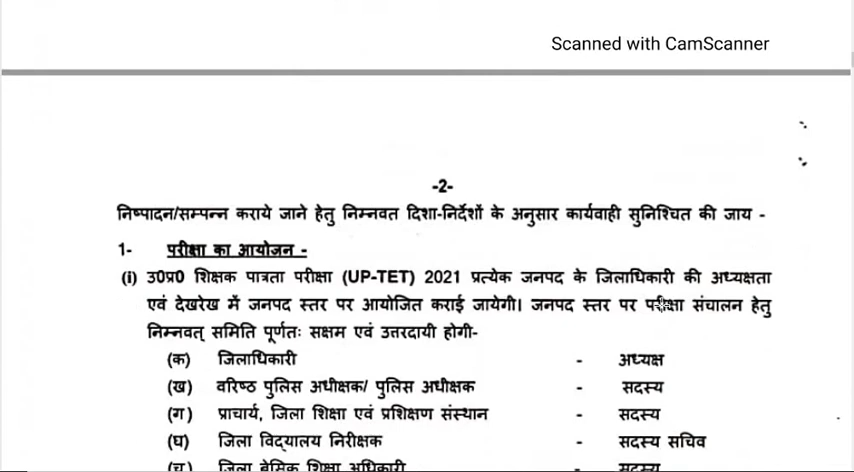 Scanned with CamScanner
-2-
निष्पादन/सम्पन्न कराये जाने हेतु निम्नवत दिशा-निर्देशों के अनुसार कार्यवाही सुनिश्चित की जाय -
1- परीक्षा का आयोजन -
(i) उ0प्र0 शिक्षक पात्रता परीक्षा (UP-TET) 2021 प्रत्येक जनपद के जिलाधिकारी की अध्यक्षता
एवं देखरेख में जनपद स्तर पर आयोजित कराई जायेगी। जनपद स्तर पर परीक्षा संचालन हेतु
निम्नवत् समिति पूर्णतः सक्षम एवं उत्तरदायी होगी-
(क) जिलाधिकारी - अध्यक्ष
(ख) वरिष्ठ पुलिस अधीक्षक/ पुलिस अधीक्षक - सदस्य
(ग) प्राचार्य, जिला शिक्षा एवं प्रशिक्षण संस्थान - सदस्य
(घ) जिला विद्यालय निरीक्षक - सदस्य सचिव
(च) जिला बेसिक शिक्षा अधिकारी - सदस्य